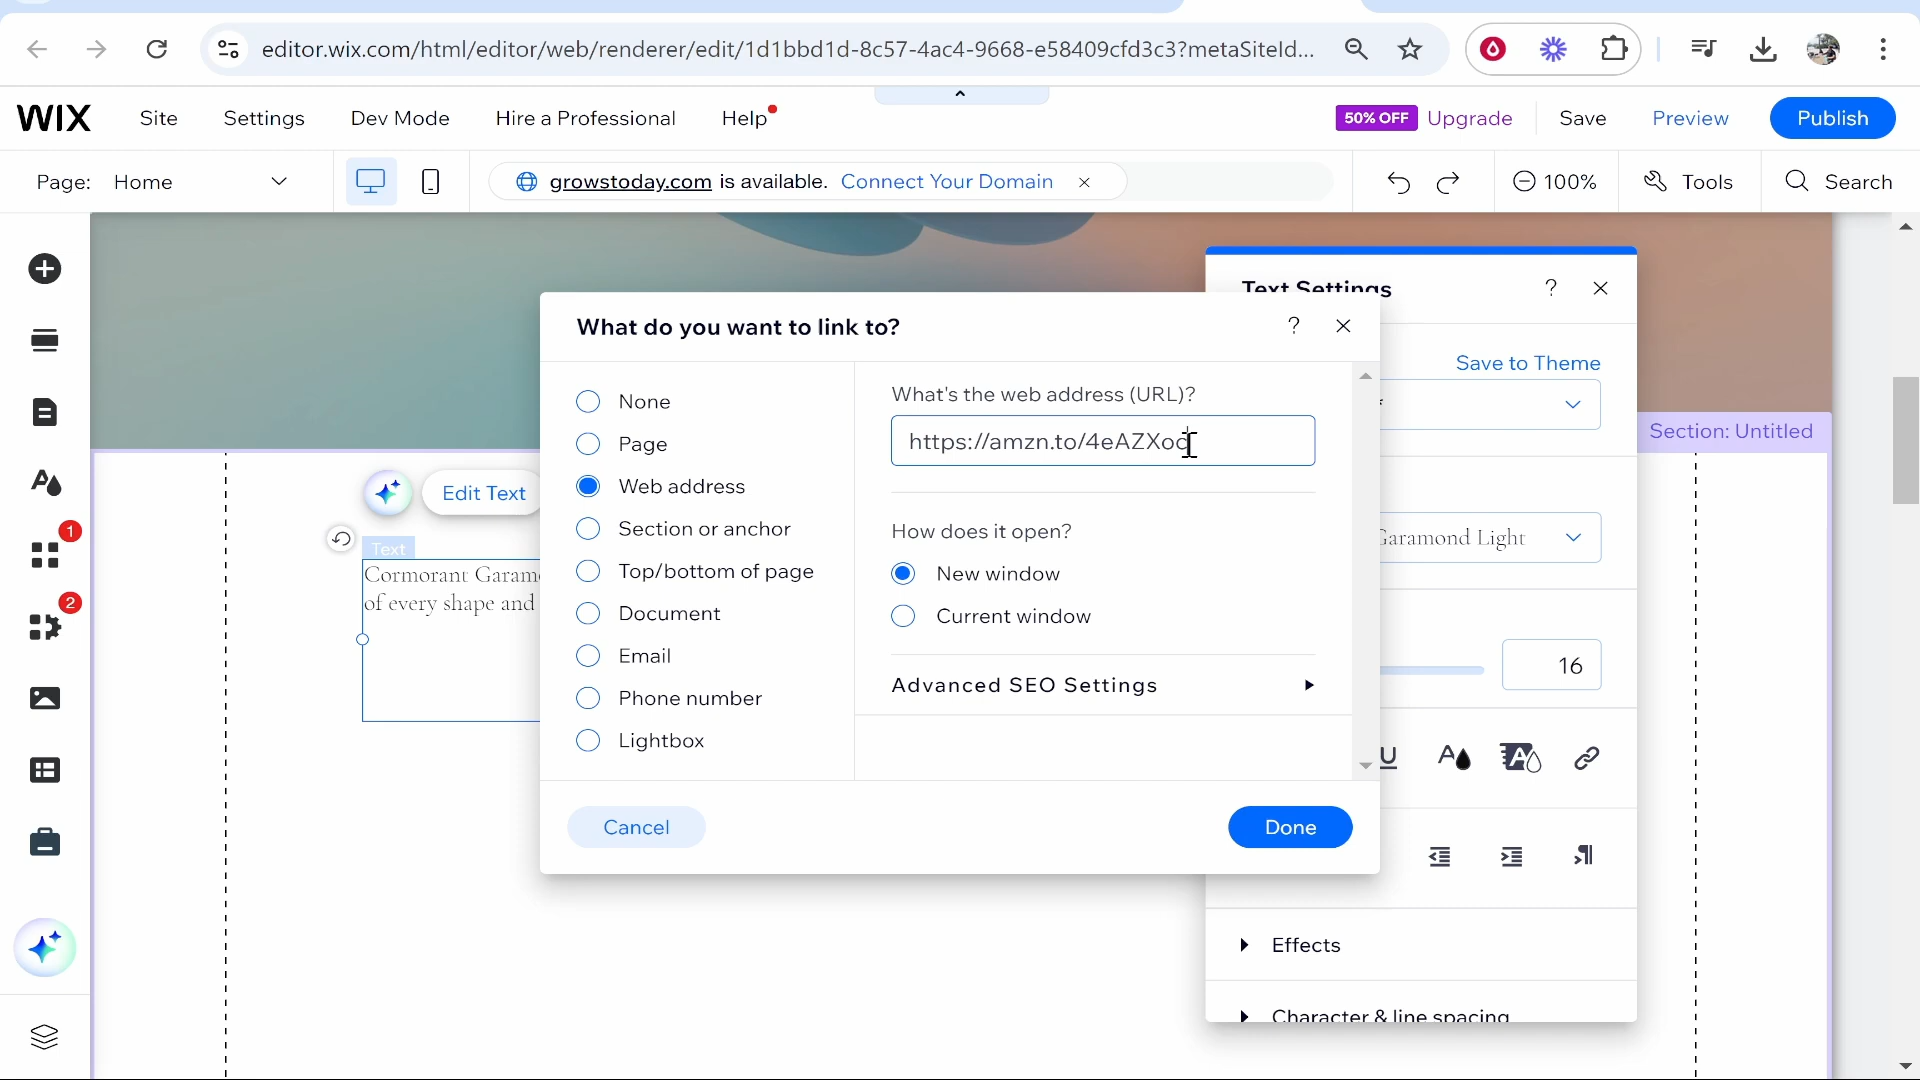 editor.wix.com/html/editor/web/renderer/edit/1d1bbd1d-8c57-4ac4-9668-e58409cfd3c3?metaSiteId...
WIX Site Settings Dev Mode Hire a Professional Help 50% OFF Upgrade Save Preview Publish
Page: Home growstoday.com is available. Connect Your Domain 100% Tools Search
Text Settings ?
What do you want to link to? ?
Save to Theme
None
Page
Web address
Section or anchor
Top/bottom of page
Document
Email
Phone number
Lightbox
What's the web address (URL)?
https://amzn.to/4eAZXoc
How does it open?
New window
Current window
Advanced SEO Settings
Cancel Done
Section: Untitled
Edit Text
Text
Cormorant
of every shape and
Garamond Light
16
U
Effects
Character & line spacing
1
2